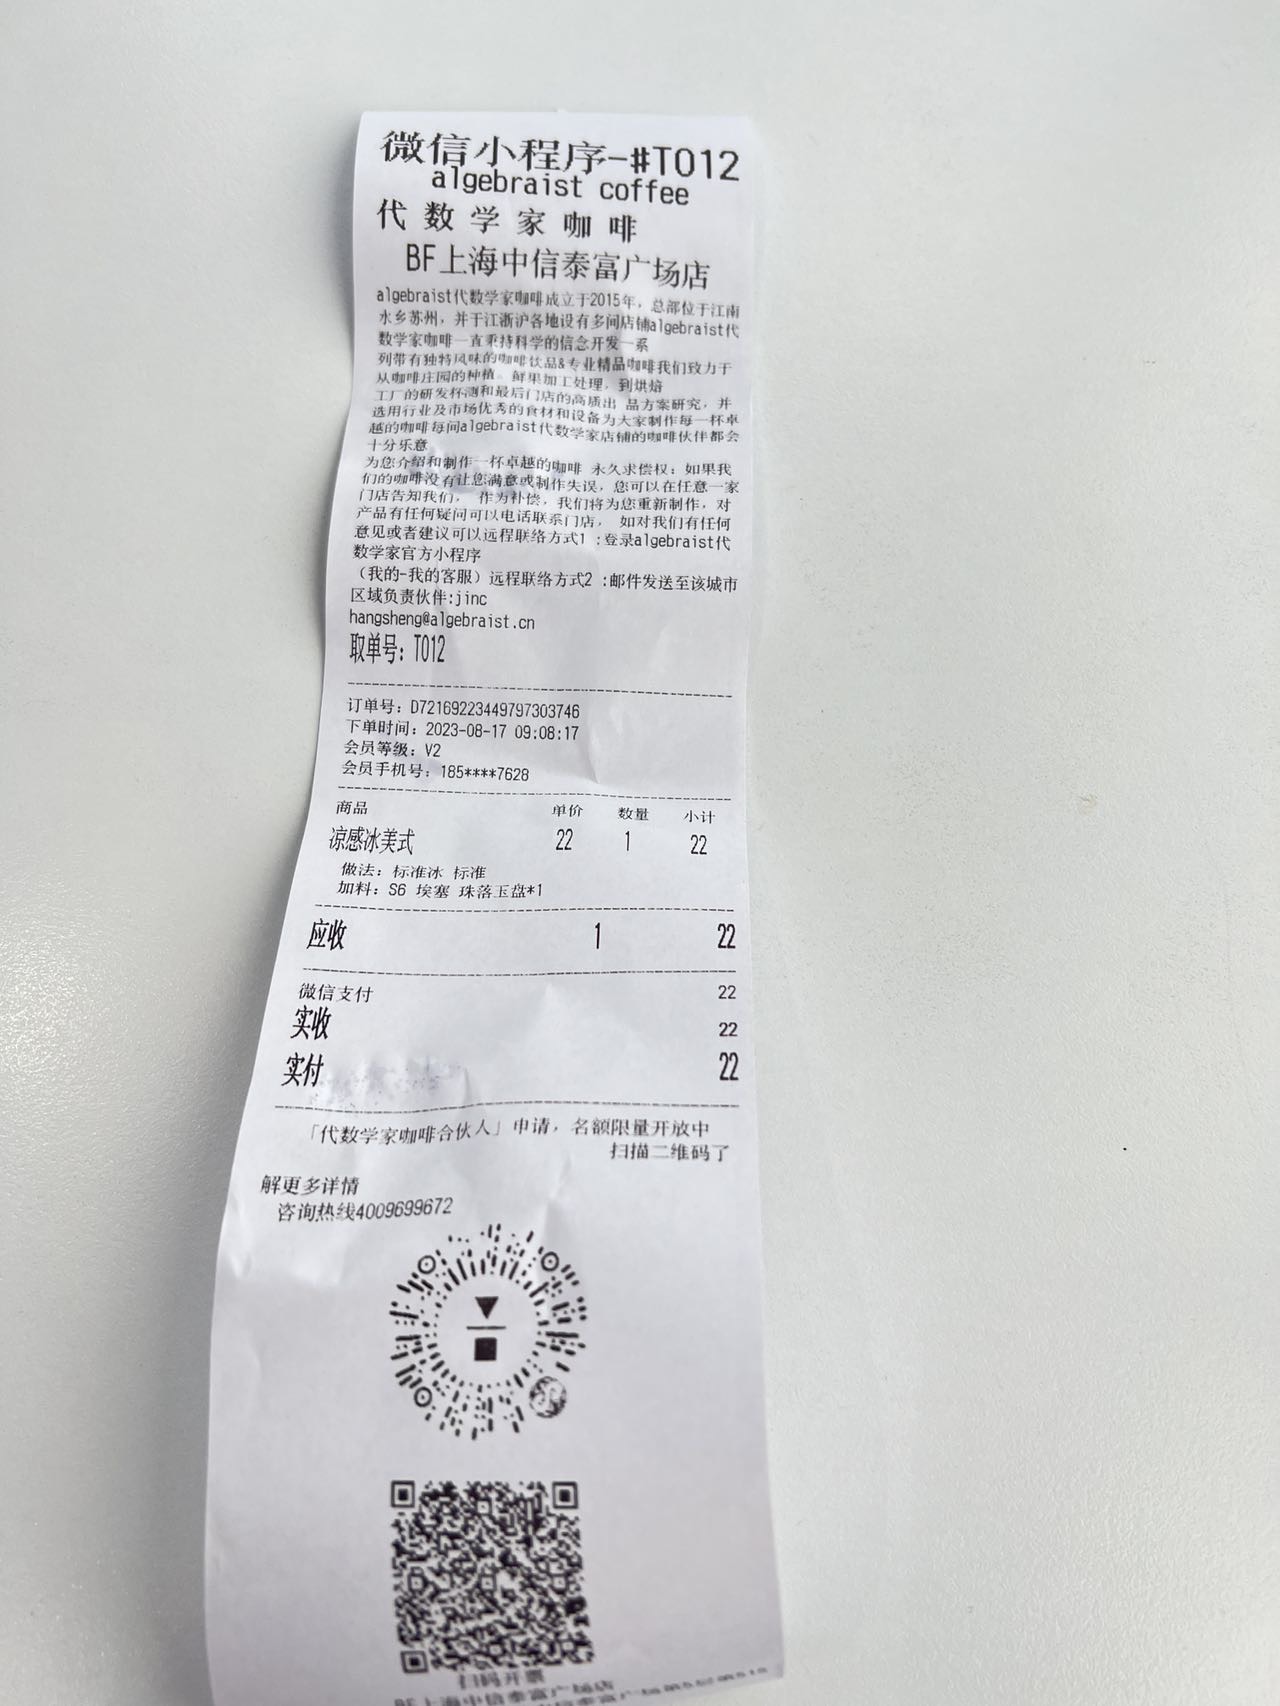 微信小程序-#T012
algebraist coffee
代数学家咖啡
BF上海中信泰富广场店
algebraist代数学家咖啡成立于2015年，总部位于江南
水乡苏州，并于江浙沪各地设有多间店铺algebraist代
数学家咖啡一直秉持科学的信念开发一系
列带有独特风味的咖啡饮品&专业精品咖啡我们致力于
从咖啡庄园的种植。鲜果加工处理，到烘焙
工厂的研发杯测和最后门店的高质出 品方案研究，并
选用行业及市场优秀的食材和设备为大家制作每一杯卓
越的咖啡每间algebraist代数学家店铺的咖啡伙伴都会
十分乐意
为您介绍和制作一杯卓越的咖啡 永久求偿权：如果我
们的咖啡没有让您满意或制作失误，您可以在任意一家
门店告知我们， 作为补偿，我们将为您重新制作，对
产品有任何疑问可以电话联系门店， 如对我们有任何
意见或者建议可以远程联络方式1 :登录algebraist代
数学家官方小程序
（我的-我的客服）远程联络方式2 :邮件发送至该城市
区域负责伙伴:jinc
hangsheng@algebraist.cn
取单号：T012
订单号：D72169223449797303746
下单时间：2023-08-17 09:08:17
会员等级：V2
会员手机号：185****7628
商品 单价 数量 小计
凉感冰美式 22 1 22
做法：标准冰 标准
加料：S6 埃塞 珠落玉盘*1
应收 1 22
微信支付 22
实收 22
实付 22
「代数学家咖啡合伙人」申请，名额限量开放中
扫描二维码了
解更多详情
咨询热线4009699672
扫码开票
BF上海中信泰富广场店